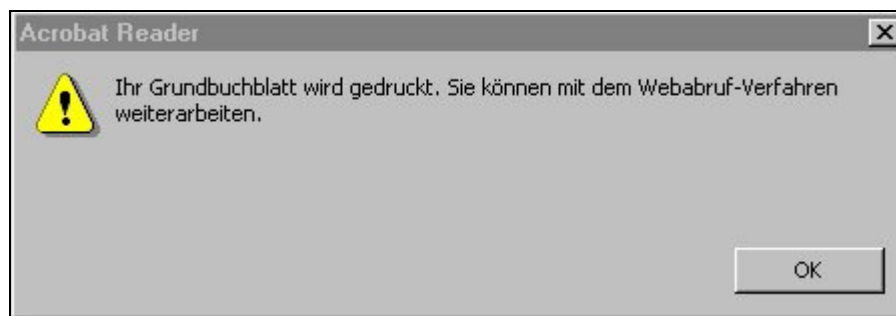 Acrobat Reader
Ihr Grundbuchblatt wird gedruckt. Sie können mit dem Webabruf-Verfahren
weiterarbeiten.
OK